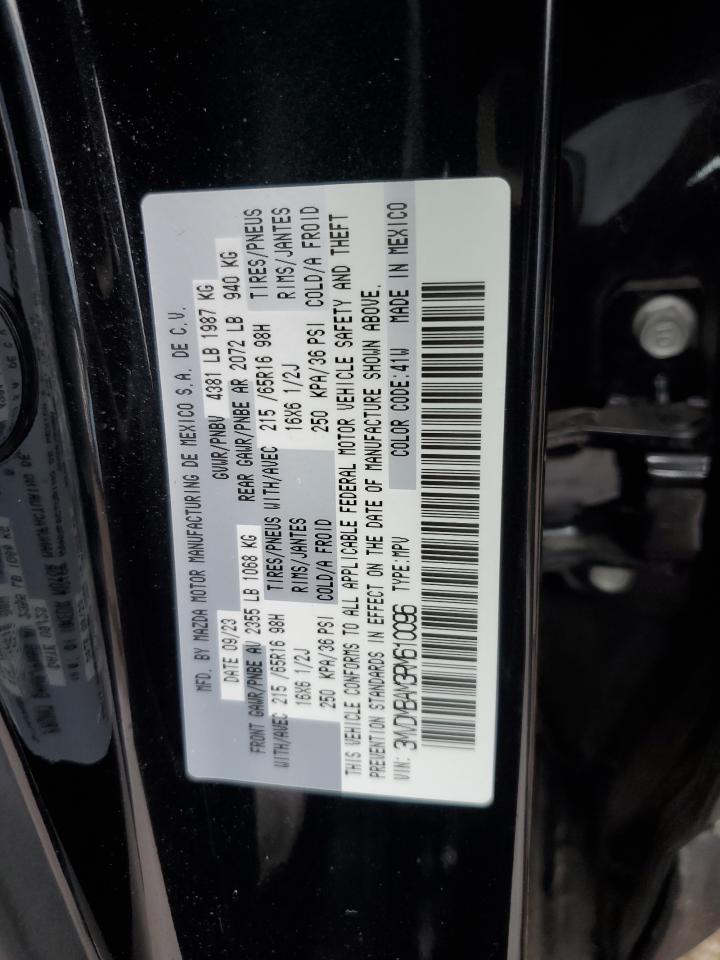 MFD. BY MAZDA MOTOR MANUFACTURING DE MEXICO S.A. DE C.V.
DATE 09/23 GVWR/PNBV 4381 LB 1987 KG
FRONT GAWR/PNBE AV 2355 LB 1068 KG REAR GAWR/PNBE AR 2072 LB 940 KG
WITH/AVEC 215 /65R16 98H TIRES/PNEUS WITH/AVEC 215 /65R16 98H TIRES/PNEUS
16X6 1/2J RIMS/JANTES 16X6 1/2J RIMS/JANTES
250 KPA/36 PSI COLD/A FROID 250 KPA/36 PSI COLD/A FROID
THIS VEHICLE CONFORMS TO ALL APPLICABLE FEDERAL MOTOR VEHICLE SAFETY AND THEFT
PREVENTION STANDARDS IN EFFECT ON THE DATE OF MANUFACTURE SHOWN ABOVE.
VIN: 3MVDMBAM3RM610096 TYPE:MPV COLOR CODE:41W MADE IN MEXICO